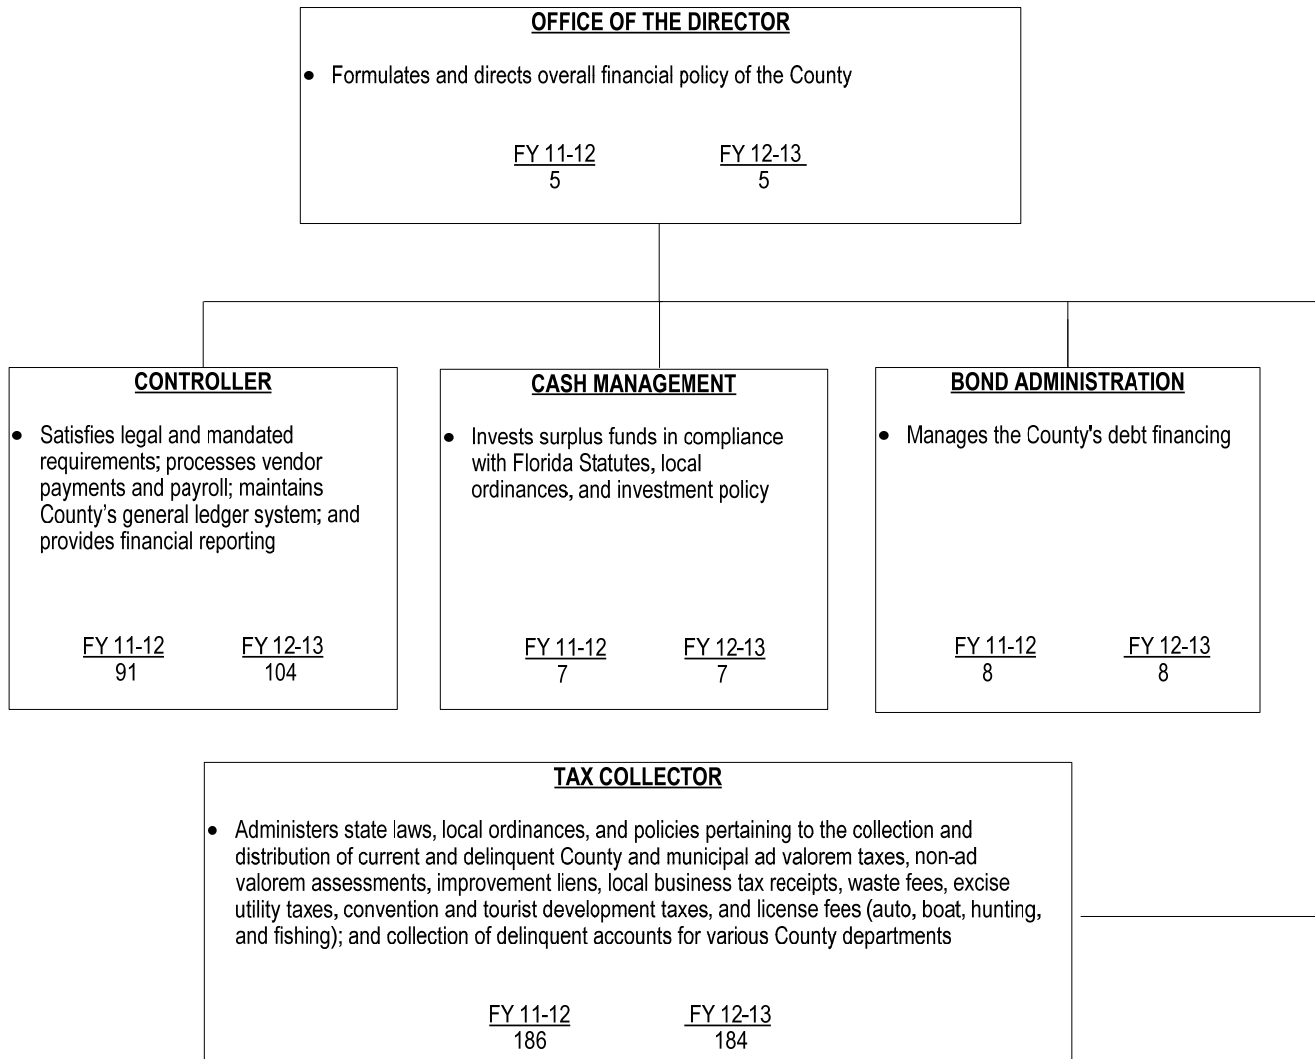 OFFICE OF THE DIRECTOR
• Formulates and directs overall financial policy of the County
FY 11-12 FY 12-13
5 5
CONTROLLER
• Satisfies legal and mandated
requirements; processes vendor
payments and payroll; maintains
County’s general ledger system; and
provides financial reporting
FY 11-12 FY 12-13
91 104
CASH MANAGEMENT
• Invests surplus funds in compliance
with Florida Statutes, local
ordinances, and investment policy
FY 11-12 FY 12-13
7 7
BOND ADMINISTRATION
• Manages the County's debt financing
FY 11-12 FY 12-13
8 8
TAX COLLECTOR
• Administers state laws, local ordinances, and policies pertaining to the collection and
distribution of current and delinquent County and municipal ad valorem taxes, non-ad
valorem assessments, improvement liens, local business tax receipts, waste fees, excise
utility taxes, convention and tourist development taxes, and license fees (auto, boat, hunting,
and fishing); and collection of delinquent accounts for various County departments
FY 11-12 FY 12-13
186 184